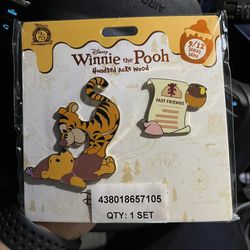 Disney
Winnie the Pooh
Hundred Acre Wood
9/12
FAST FRIENDS
438018657105
QTY: 1 SET